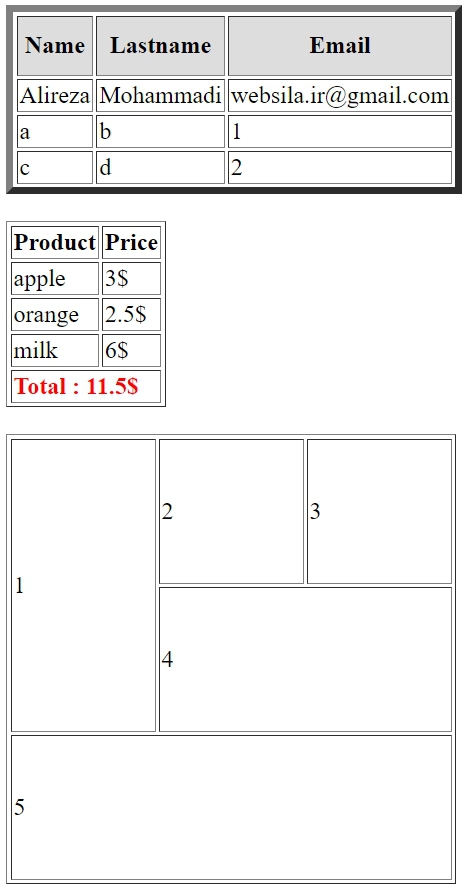 Name Lastname Email
Alireza Mohammadi websila.ir@gmail.com
a b 1
c d 2
Product Price
apple 3$
orange 2.5$
milk 6$
Total : 11.5$
2 3
1
4
5